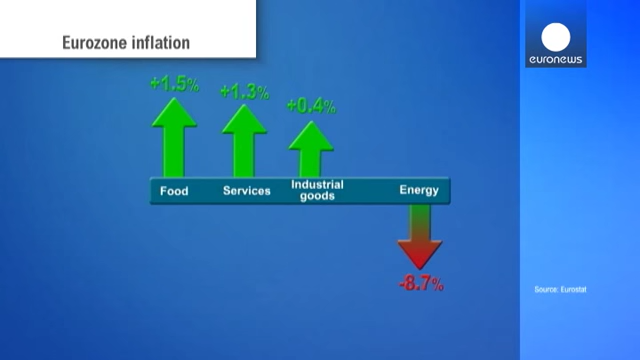 Eurozone inflation
euronews
+1.5%
+1.3%
+0.4%
Food
Services
Industrial
goods
Energy
-8.7%
Source: Eurostat